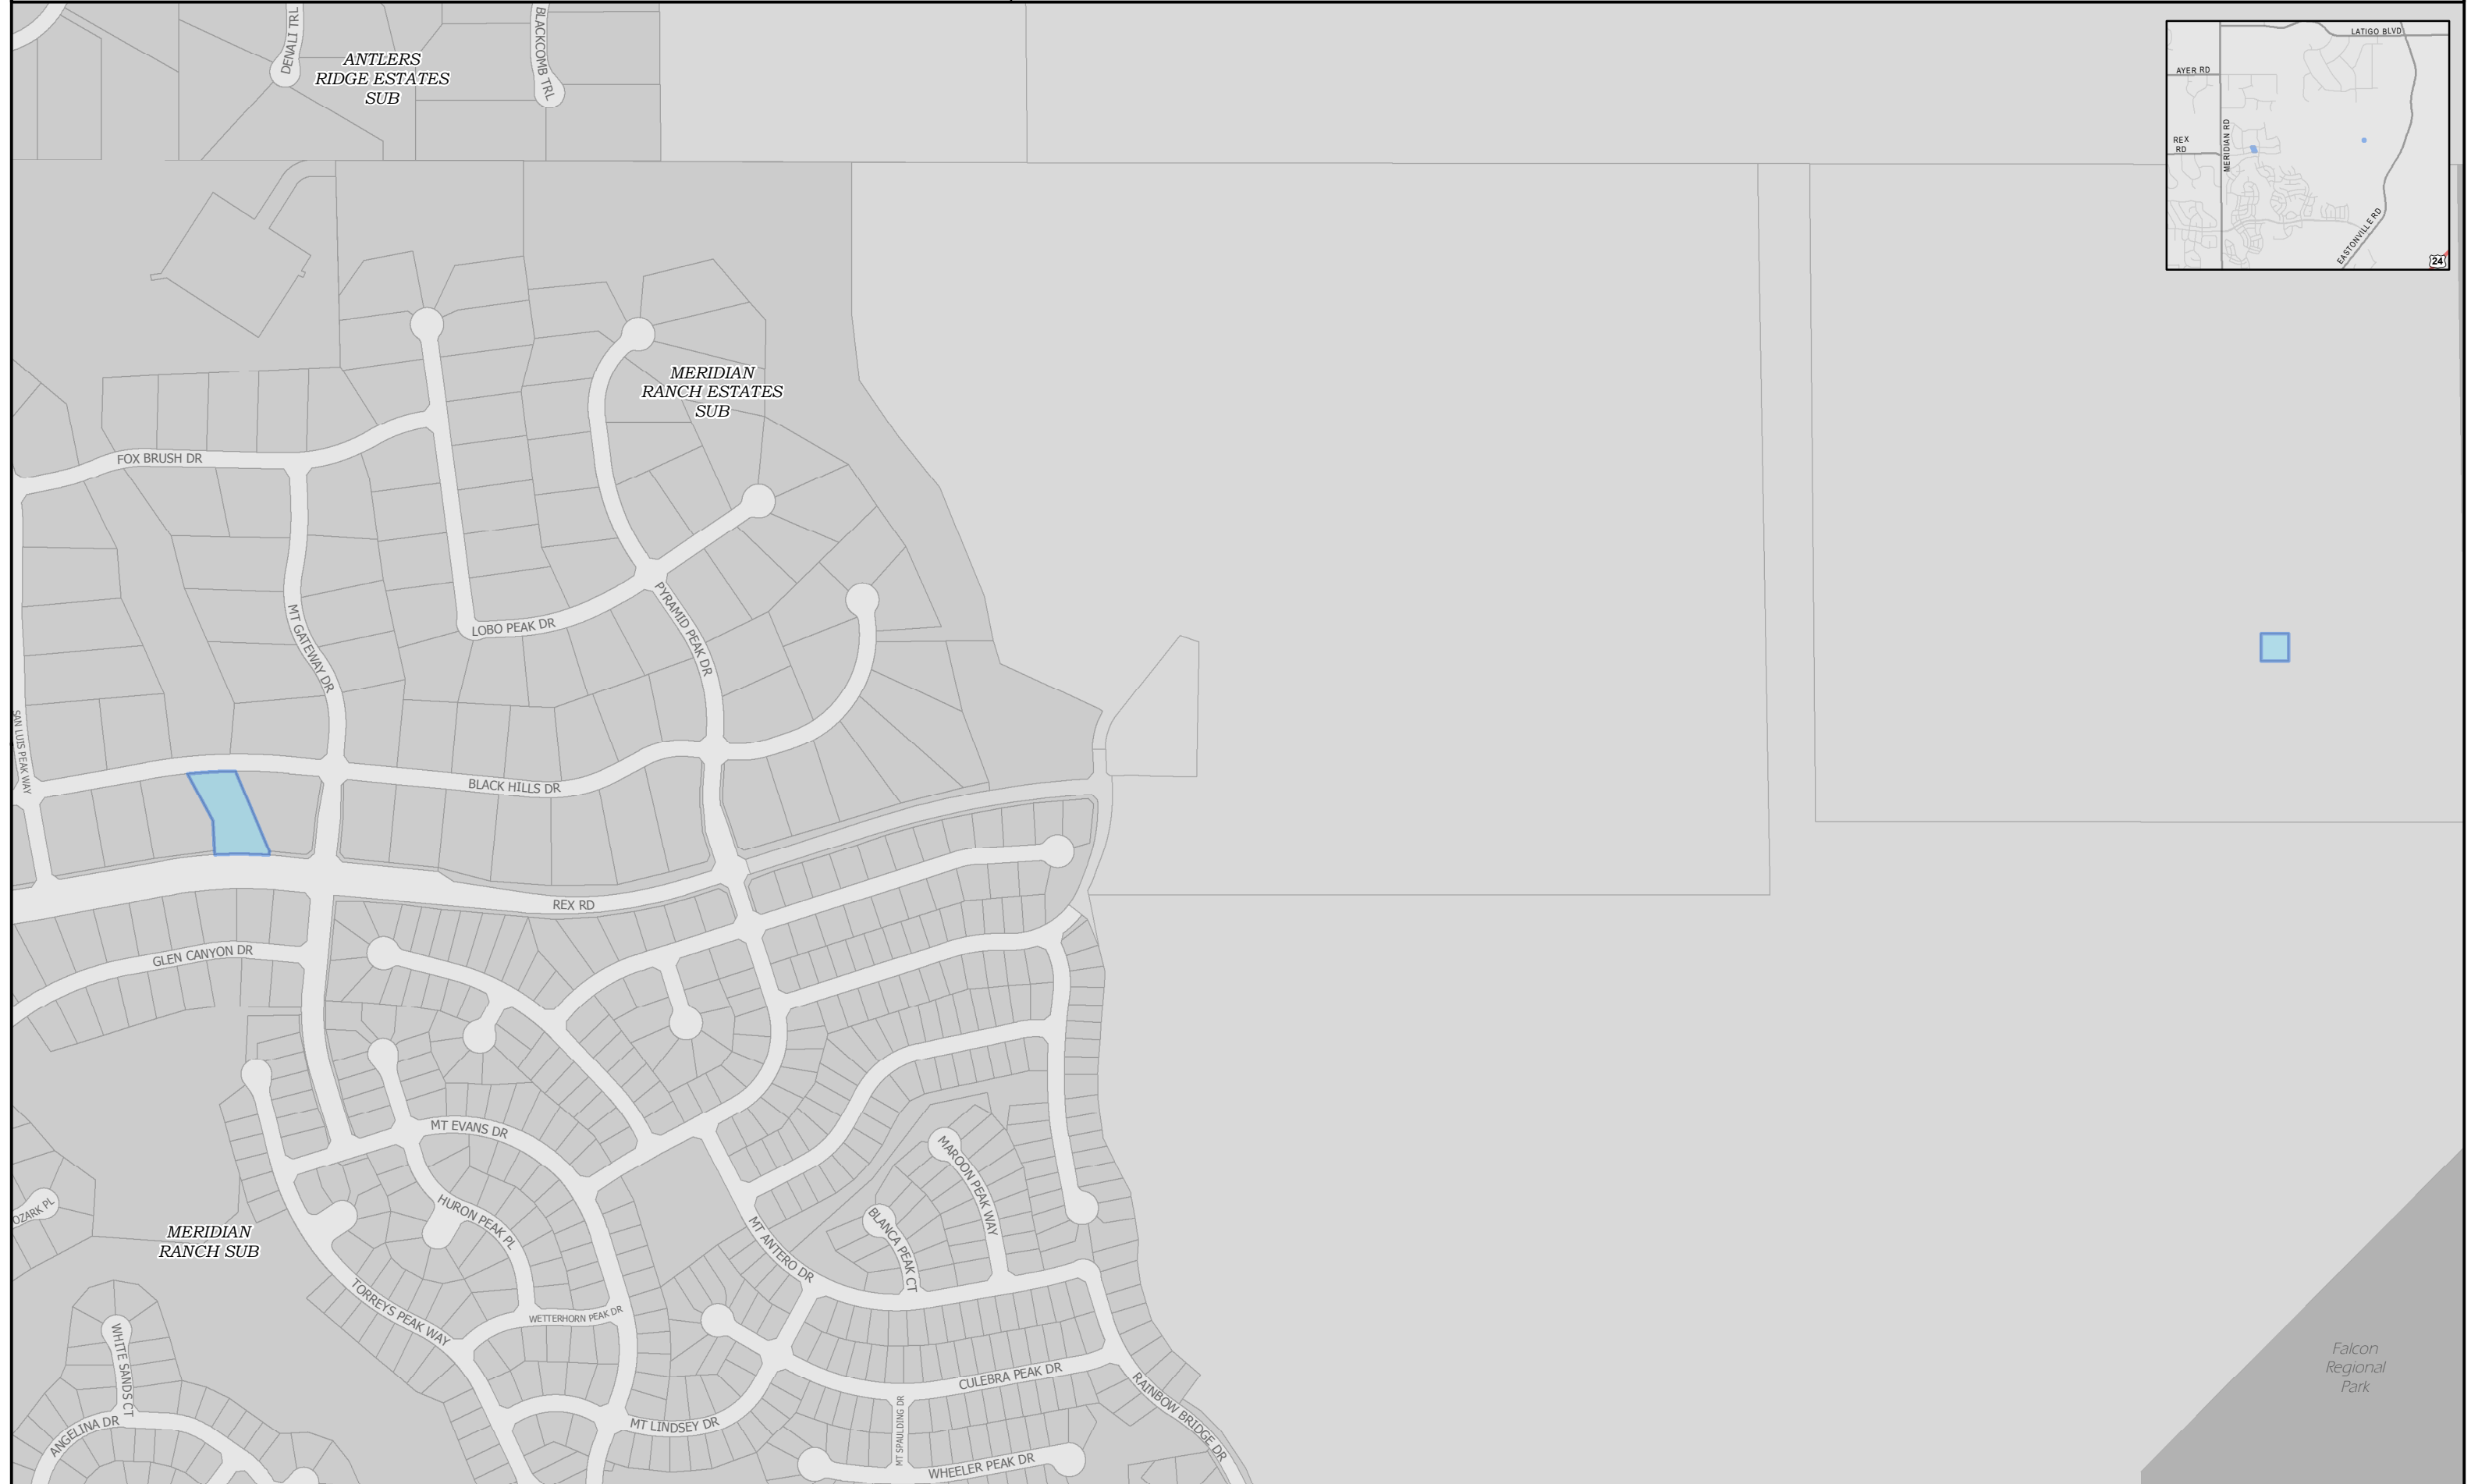 DENALI TRL
BLACKCOMB TRL
ANTLERS
RIDGE ESTATES
SUB
LATIGO BLVD
AYER RD
REX
RD
MERIDIAN RD
EASTONVILLE RD
24
MERIDIAN
RANCH ESTATES
SUB
FOX BRUSH DR
MT GATEWAY DR
LOBO PEAK DR
PYRAMID PEAK DR
SAN LUIS PEAK WAY
BLACK HILLS DR
REX RD
GLEN CANYON DR
MT EVANS DR
MAROON PEAK WAY
OZARK PL
HURON PEAK PL
BLANCA PEAK CT
MT ANTERO DR
MERIDIAN
RANCH SUB
TORREYS PEAK WAY
WETTERHORN PEAK DR
WHITE SANDS CT
CULEBRA PEAK DR
RAINBOW BRIDGE DR
Falcon
Regional
Park
ANGELINA DR
MT LINDSEY DR
MT SPAULDING DR
WHEELER PEAK DR